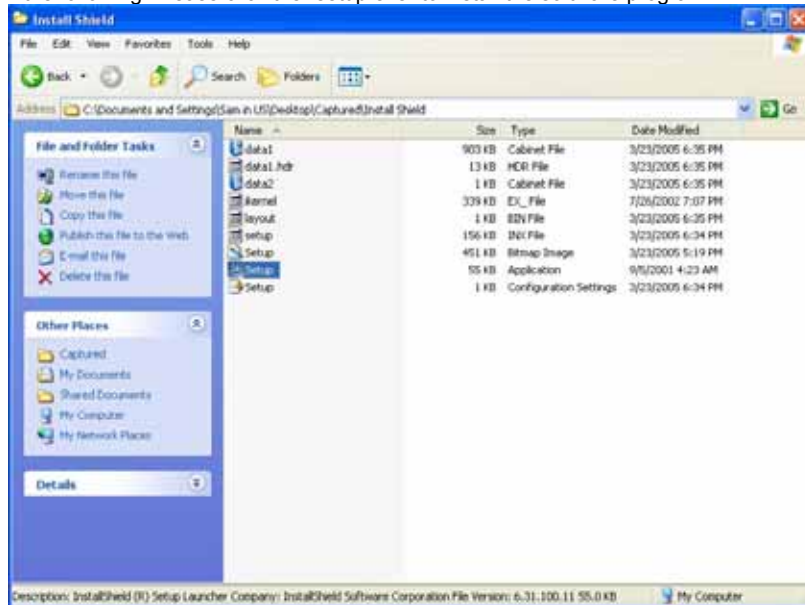 Install Shield
File Edit View Favorites Tools Help
Back Search Folders
Address C:\Documents and Settings\Sam in US\Desktop\Captured\Install Shield Go
File and Folder Tasks
Rename this file
Move this file
Copy this file
Publish this file to the Web
E-mail this file
Delete this file
Other Places
Captured
My Documents
Shared Documents
My Computer
My Network Places
Details
Name Size Type Date Modified
data1 903 KB Cabinet File 3/23/2005 6:35 PM
data1.hdr 13 KB HDR File 3/23/2005 6:35 PM
data2 1 KB Cabinet File 3/23/2005 6:35 PM
ikernel 339 KB EX_ File 7/26/2002 7:07 PM
layout 1 KB BIN File 3/23/2005 6:35 PM
setup 156 KB INX File 3/23/2005 6:34 PM
Setup 451 KB Bitmap Image 3/23/2005 5:19 PM
Setup 55 KB Application 9/5/2001 4:23 AM
Setup 1 KB Configuration Settings 3/23/2005 6:34 PM
Description: InstallShield (R) Setup Launcher Company: InstallShield Software Corporation File Version: 6.31.100.11 55.0 KB My Computer